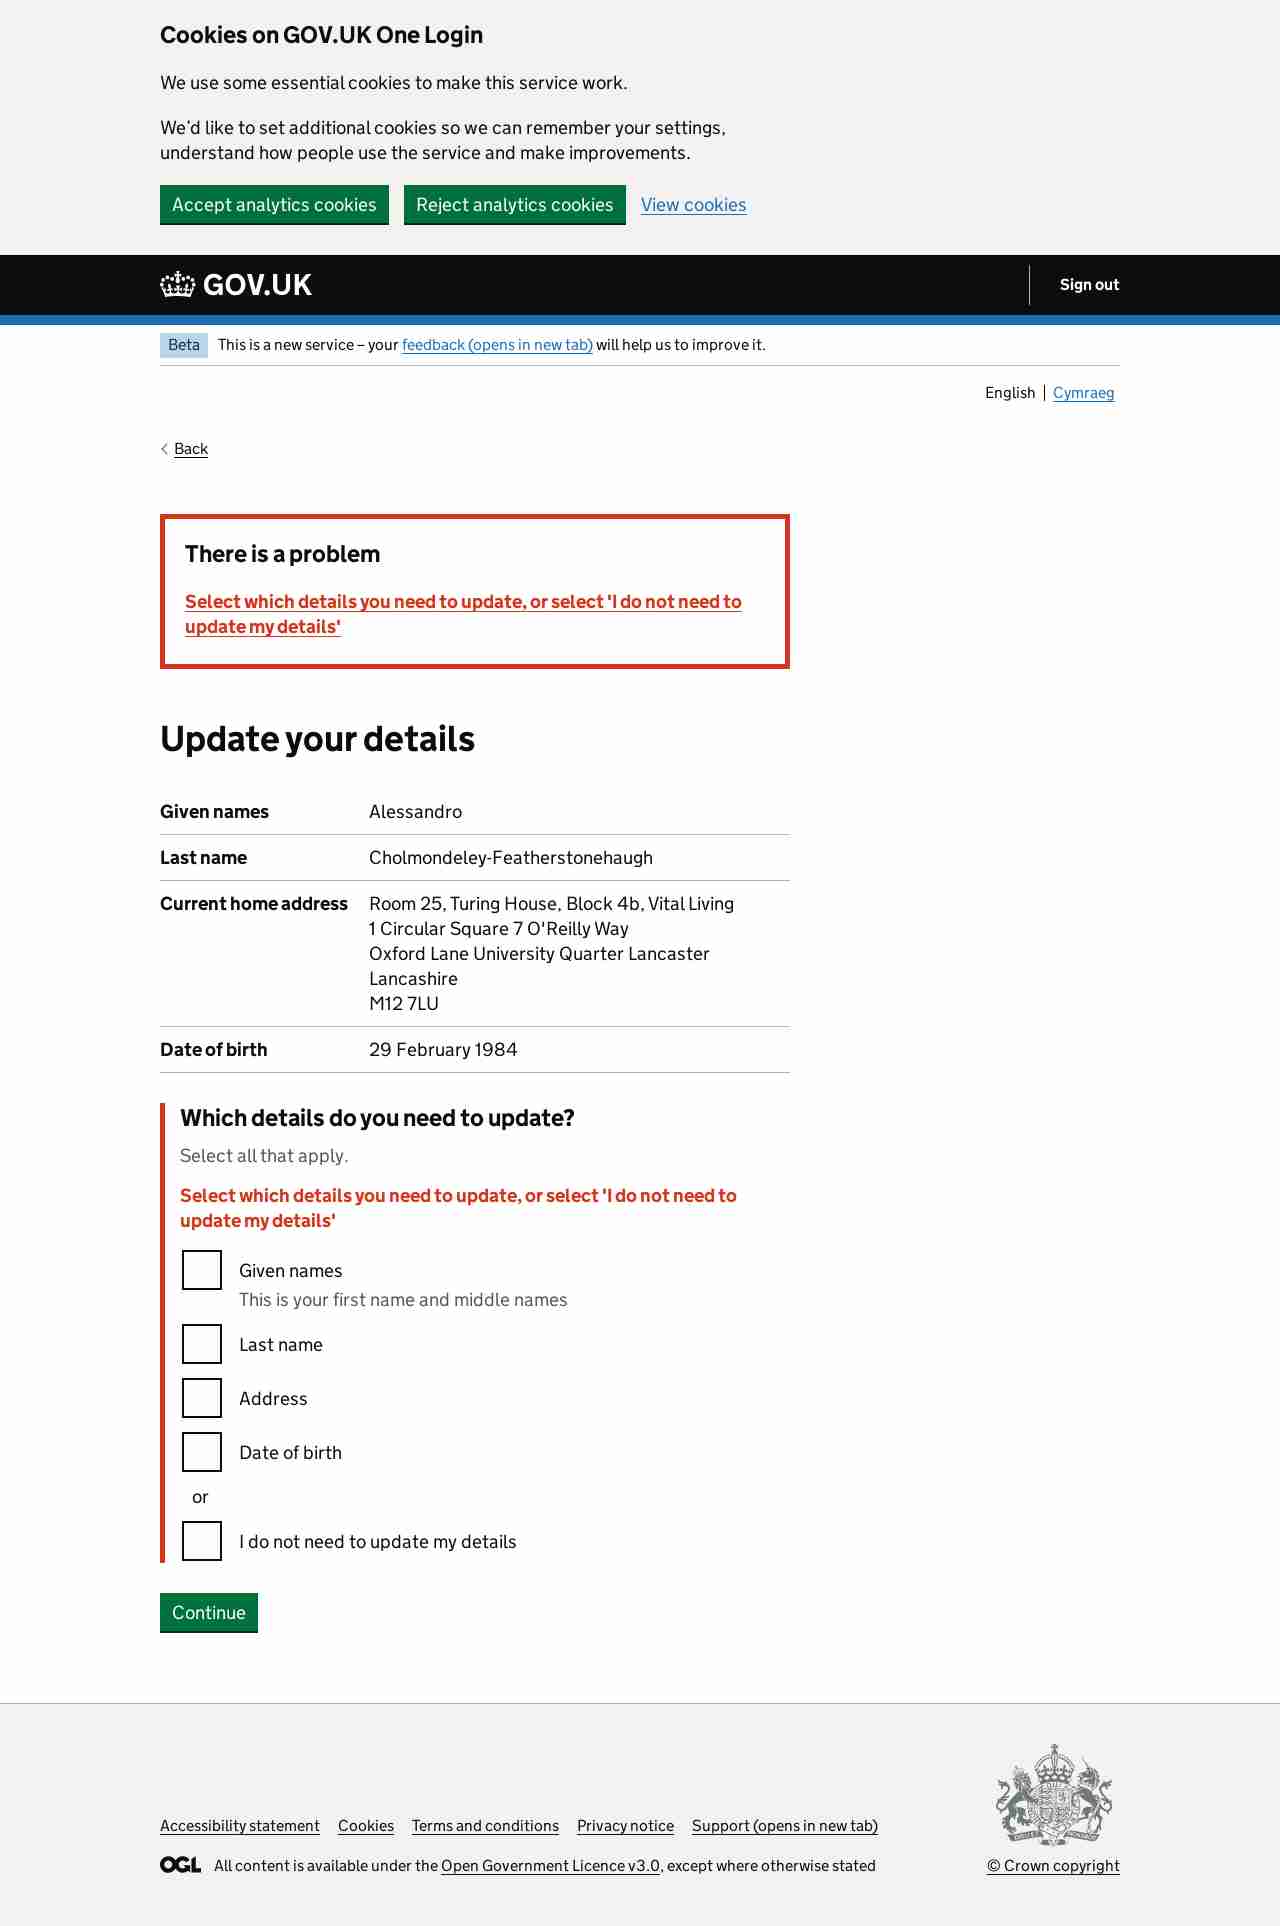 Cookies on GOV.UK One Login
We use some essential cookies to make this service work.
We'd like to set additional cookies so we can remember your settings,
understand how people use the service and make improvements.
Accept analytics cookies Reject analytics cookies View cookies
GOV.UK Sign out
Beta This is a new service – your feedback (opens in new tab) will help us to improve it.
English Cymraeg
Back
There is a problem
Select which details you need to update, or select 'I do not need to
update my details'
Update your details
Given names Alessandro
Last name Cholmondeley-Featherstonehaugh
Current home address Room 25, Turing House, Block 4b, Vital Living
1 Circular Square 7 O'Reilly Way
Oxford Lane University Quarter Lancaster
Lancashire
M12 7LU
Date of birth 29 February 1984
Which details do you need to update?
Select all that apply.
Select which details you need to update, or select 'I do not need to
update my details'
Given names
This is your first name and middle names
Last name
Address
Date of birth
or
I do not need to update my details
Continue
Accessibility statement Cookies Terms and conditions Privacy notice Support (opens in new tab)
OGL All content is available under the Open Government Licence v3.0, except where otherwise stated
© Crown copyright